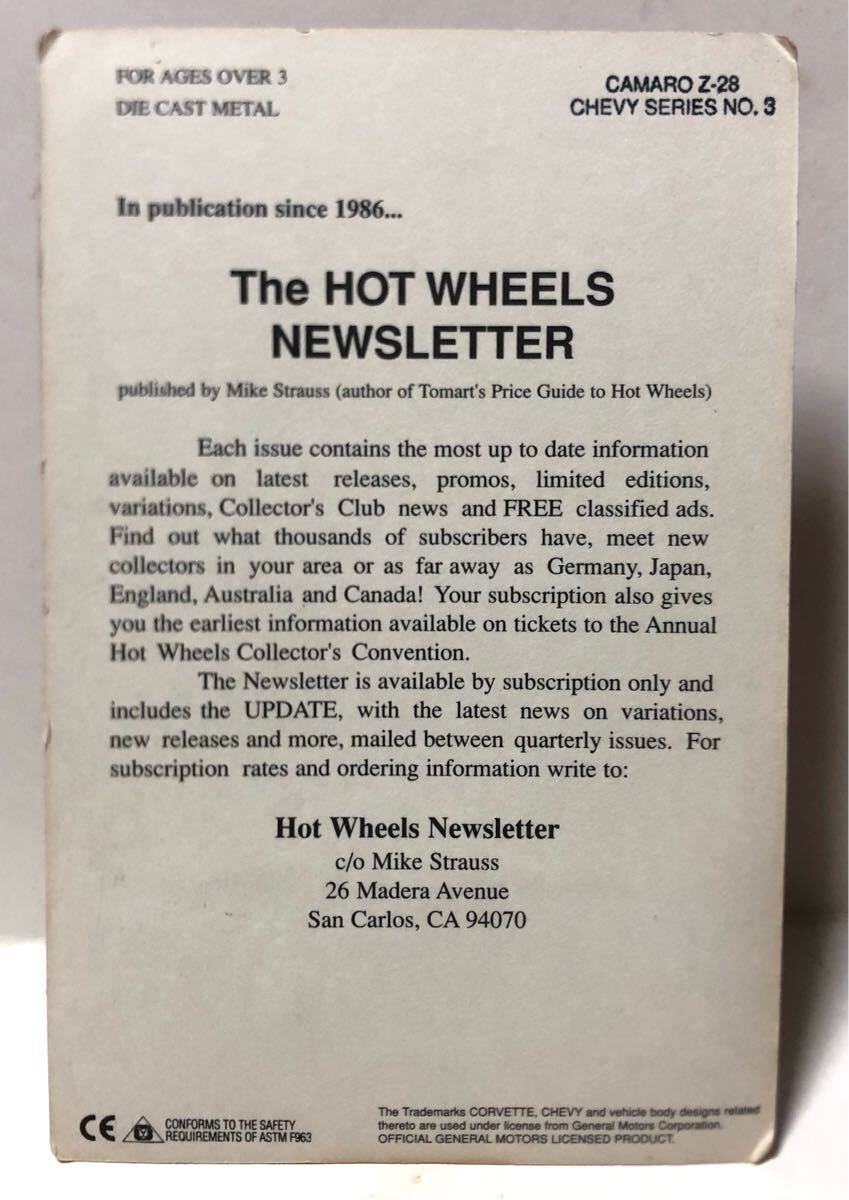 FOR AGES OVER 3
DIE CAST METAL
CAMARO Z-28
CHEVY SERIES NO. 3
In publication since 1986...
The HOT WHEELS
NEWSLETTER
published by Mike Strauss (author of Tomart's Price Guide to Hot Wheels)
Each issue contains the most up to date information
available on latest releases, promos, limited editions,
variations, Collector's Club news and FREE classified ads.
Find out what thousands of subscribers have, meet new
collectors in your area or as far away as Germany, Japan,
England, Australia and Canada! Your subscription also gives
you the earliest information available on tickets to the Annual
Hot Wheels Collector's Convention.
The Newsletter is available by subscription only and
includes the UPDATE, with the latest news on variations,
new releases and more, mailed between quarterly issues. For
subscription rates and ordering information write to:
Hot Wheels Newsletter
c/o Mike Strauss
26 Madera Avenue
San Carlos, CA 94070
CE
CONFORMS TO THE SAFETY
REQUIREMENTS OF ASTM F963
The Trademarks CORVETTE, CHEVY and vehicle body designs related
thereto are used under license from General Motors Corporation.
OFFICIAL GENERAL MOTORS LICENSED PRODUCT.